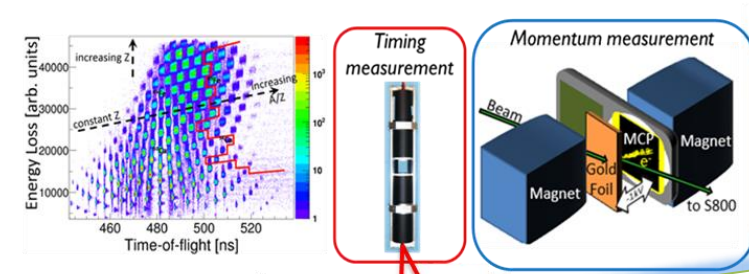 increasing Z
increasing
A/Z
constant Z
Energy Loss [arb. units]
40000
30000
20000
10000
460
480
500
520
Time-of-flight [ns]
10³
10²
10
1
Timing
measurement
Momentum measurement
Beam
MCP
e⁻
Magnet
Gold
Foil
Magnet
to S800